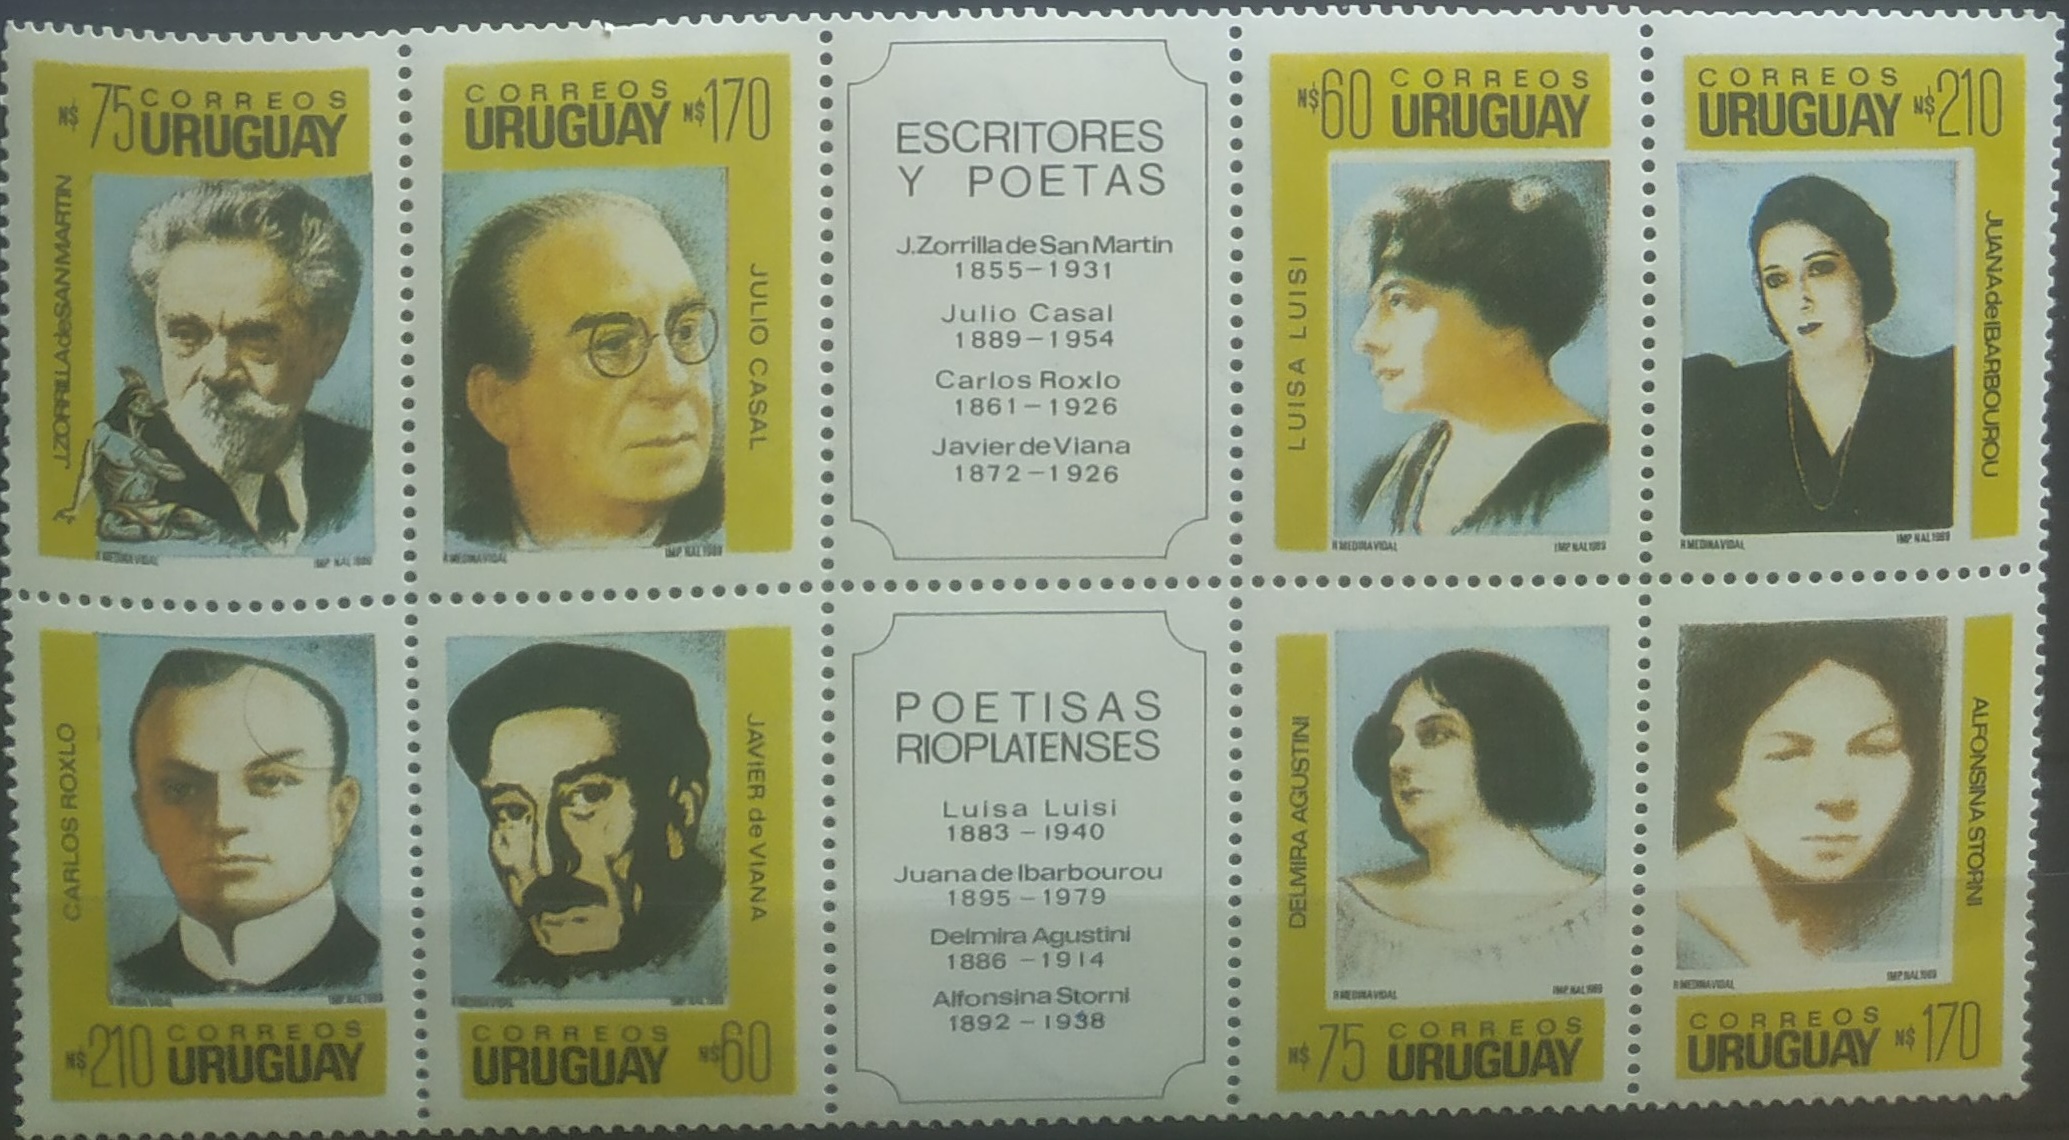 N$ 75 CORREOS
URUGUAY
J.ZORRILLA de SAN MARTIN
R MEDINA VIDAL
IMP NAL 1989
CORREOS
URUGUAY N$ 170
JULIO CASAL
R MEDINA VIDAL
IMP NAL 1989
ESCRITORES
Y POETAS
J.Zorrilla de San Martin
1855-1931
Julio Casal
1889-1954
Carlos Roxlo
1861-1926
Javier de Viana
1872-1926
N$ 60 CORREOS
URUGUAY
LUISA LUISI
R MEDINA VIDAL
IMP NAL 1989
CORREOS
URUGUAY N$ 210
JUANA de IBARBOUROU
R MEDINA VIDAL
IMP NAL 1989
CARLOS ROXLO
R MEDINA VIDAL
IMP NAL 1989
N$ 210 CORREOS
URUGUAY
JAVIER de VIANA
R MEDINA VIDAL
IMP NAL 1989
CORREOS
URUGUAY N$ 60
POETISAS
RIOPLATENSES
Luisa Luisi
1883-1940
Juana de Ibarbourou
1895-1979
Delmira Agustini
1886-1914
Alfonsina Storni
1892-1938
DELMIRA AGUSTINI
R MEDINA VIDAL
IMP NAL 1989
N$ 75 CORREOS
URUGUAY
ALFONSINA STORNI
R MEDINA VIDAL
IMP NAL 1989
CORREOS
URUGUAY N$ 170